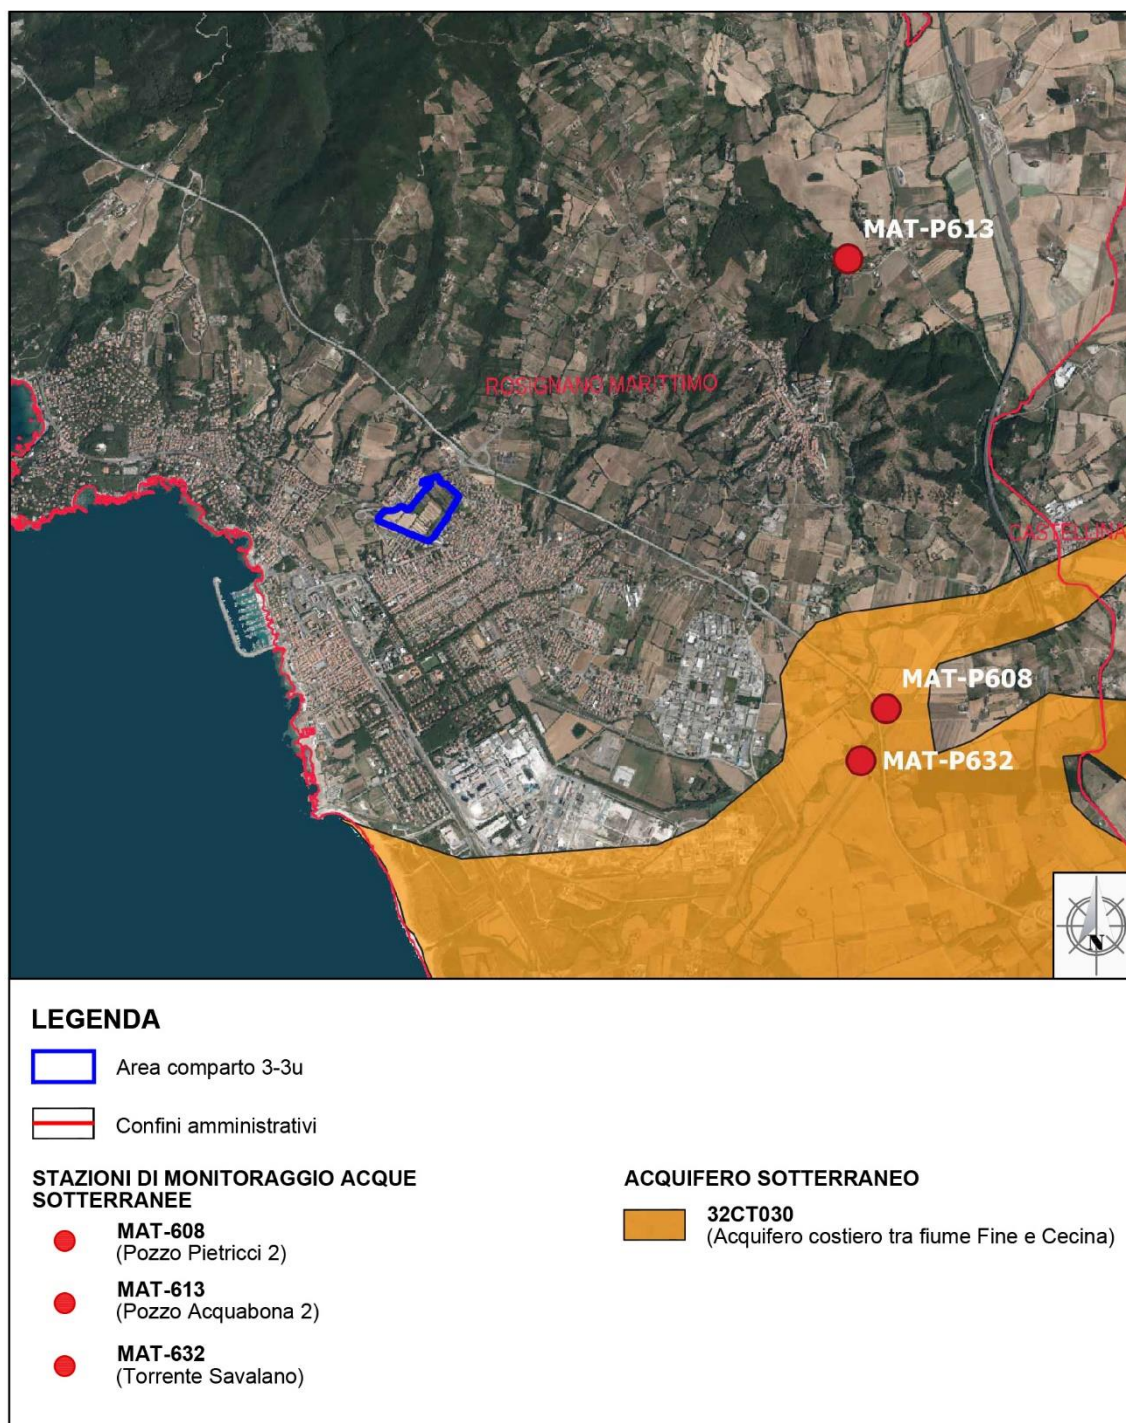 MAT-P613
ROSIGNANO MARITTIMO
CASTELLINA
MAT-P608
MAT-P632
N
LEGENDA
Area comparto 3-3u
Confini amministrativi
STAZIONI DI MONITORAGGIO ACQUE
SOTTERRANEE
MAT-608
(Pozzo Pietricci 2)
MAT-613
(Pozzo Acquabona 2)
MAT-632
(Torrente Savalano)
ACQUIFERO SOTTERRANEO
32CT030
(Acquifero costiero tra fiume Fine e Cecina)